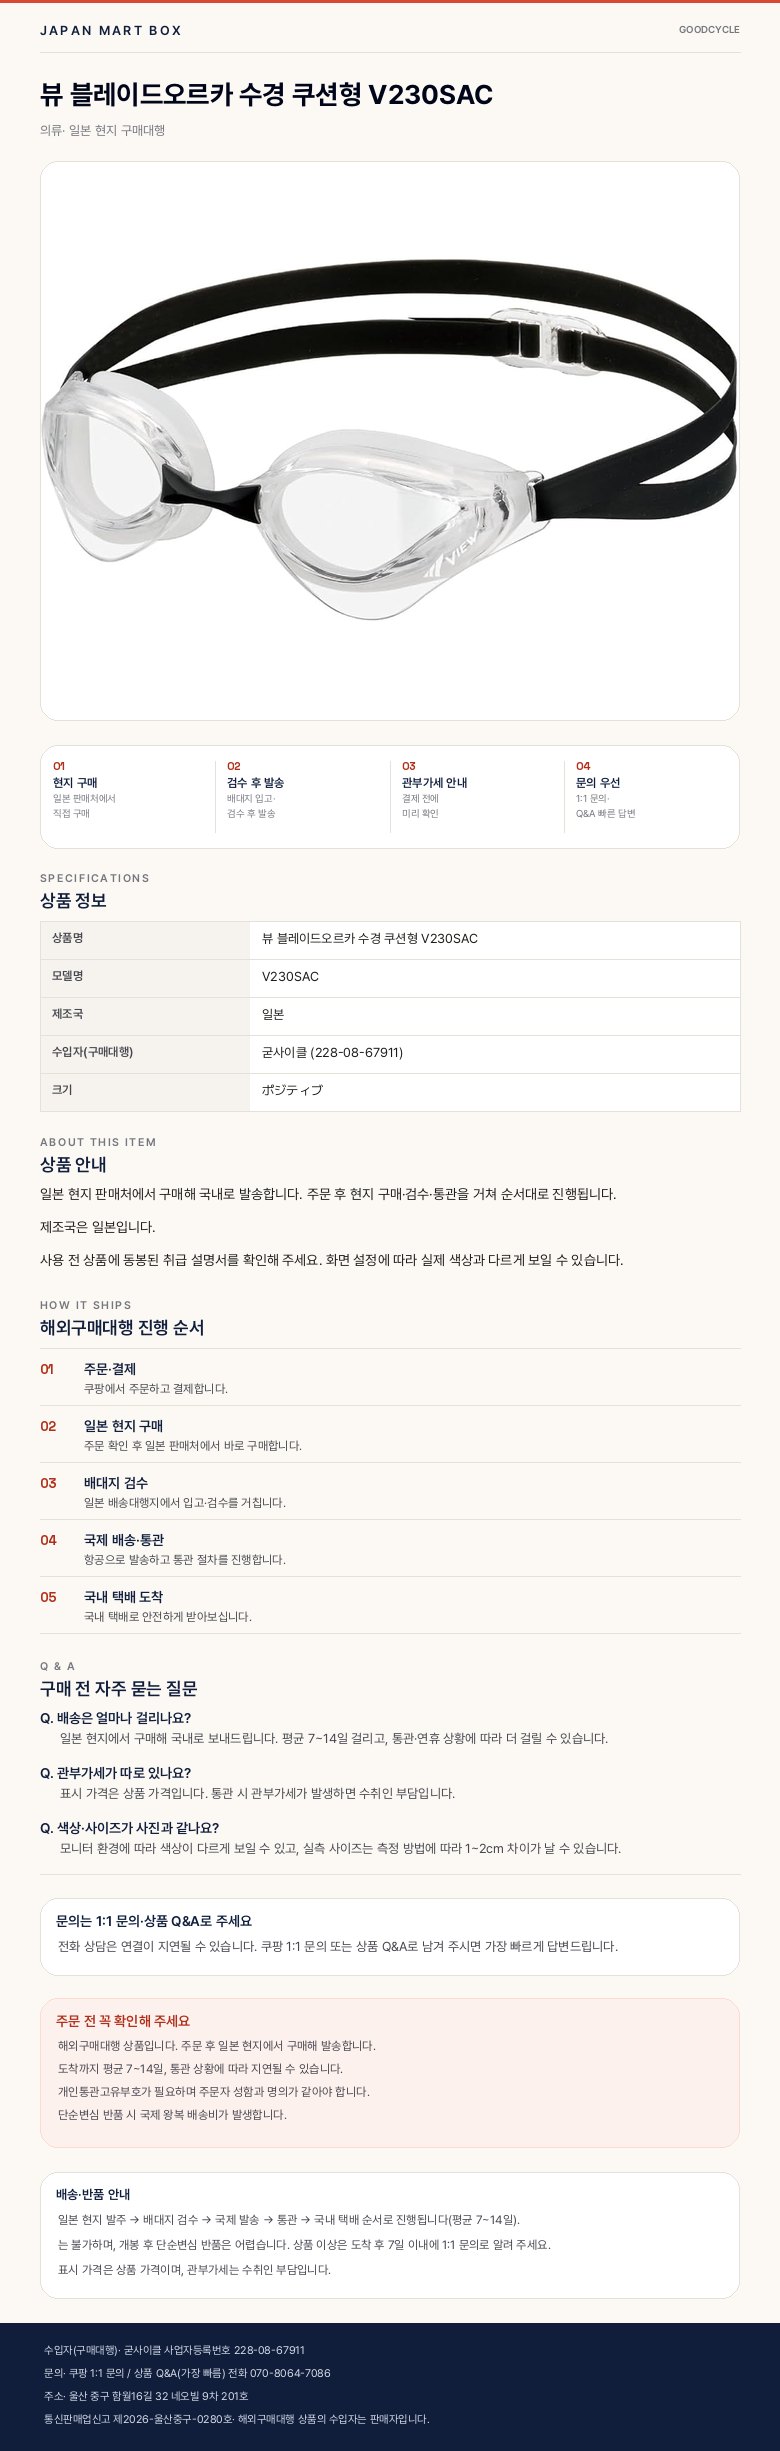 JAPAN MART BOX
GOODCYCLE
뷰 블레이드오르카 수경 쿠션형 V230SAC
의류· 일본 현지 구매대행
VIEW
01
현지 구매
일본 판매처에서
직접 구매
02
검수 후 발송
배대지 입고·
검수 후 발송
03
관부가세 안내
결제 전에
미리 확인
04
문의 우선
1:1 문의·
Q&A 빠른 답변
SPECIFICATIONS
상품 정보
상품명 뷰 블레이드오르카 수경 쿠션형 V230SAC
모델명 V230SAC
제조국 일본
수입자(구매대행) 굳사이클 (228-08-67911)
크기 ポジティブ
ABOUT THIS ITEM
상품 안내
일본 현지 판매처에서 구매해 국내로 발송합니다. 주문 후 현지 구매·검수·통관을 거쳐 순서대로 진행됩니다.
제조국은 일본입니다.
사용 전 상품에 동봉된 취급 설명서를 확인해 주세요. 화면 설정에 따라 실제 색상과 다르게 보일 수 있습니다.
HOW IT SHIPS
해외구매대행 진행 순서
01 주문·결제
쿠팡에서 주문하고 결제합니다.
02 일본 현지 구매
주문 확인 후 일본 판매처에서 바로 구매합니다.
03 배대지 검수
일본 배송대행지에서 입고·검수를 거칩니다.
04 국제 배송·통관
항공으로 발송하고 통관 절차를 진행합니다.
05 국내 택배 도착
국내 택배로 안전하게 받아보십니다.
Q & A
구매 전 자주 묻는 질문
Q. 배송은 얼마나 걸리나요?
일본 현지에서 구매해 국내로 보내드립니다. 평균 7~14일 걸리고, 통관·연휴 상황에 따라 더 걸릴 수 있습니다.
Q. 관부가세가 따로 있나요?
표시 가격은 상품 가격입니다. 통관 시 관부가세가 발생하면 수취인 부담입니다.
Q. 색상·사이즈가 사진과 같나요?
모니터 환경에 따라 색상이 다르게 보일 수 있고, 실측 사이즈는 측정 방법에 따라 1~2cm 차이가 날 수 있습니다.
문의는 1:1 문의·상품 Q&A로 주세요
전화 상담은 연결이 지연될 수 있습니다. 쿠팡 1:1 문의 또는 상품 Q&A로 남겨 주시면 가장 빠르게 답변드립니다.
주문 전 꼭 확인해 주세요
해외구매대행 상품입니다. 주문 후 일본 현지에서 구매해 발송합니다.
도착까지 평균 7~14일, 통관 상황에 따라 지연될 수 있습니다.
개인통관고유부호가 필요하며 주문자 성함과 명의가 같아야 합니다.
단순변심 반품 시 국제 왕복 배송비가 발생합니다.
배송·반품 안내
일본 현지 발주 → 배대지 검수 → 국제 발송 → 통관 → 국내 택배 순서로 진행됩니다(평균 7~14일).
는 불가하며, 개봉 후 단순변심 반품은 어렵습니다. 상품 이상은 도착 후 7일 이내에 1:1 문의로 알려 주세요.
표시 가격은 상품 가격이며, 관부가세는 수취인 부담입니다.
수입자(구매대행)· 굳사이클 사업자등록번호 228-08-67911
문의· 쿠팡 1:1 문의 / 상품 Q&A(가장 빠름) 전화 070-8064-7086
주소· 울산 중구 함월16길 32 네오빌 9차 201호
통신판매업신고 제2026-울산중구-0280호· 해외구매대행 상품의 수입자는 판매자입니다.